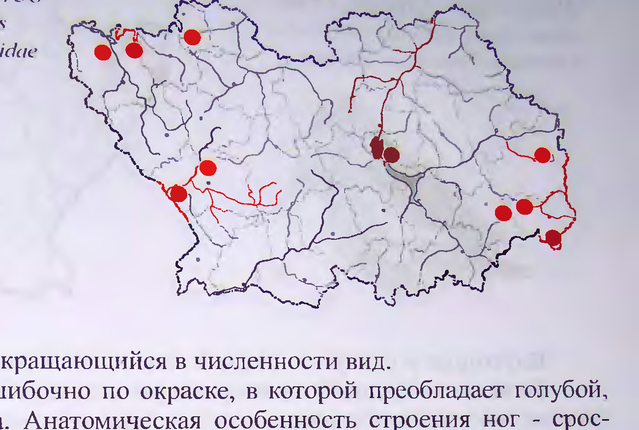 s
idae
кращающийся в численности вид.
шибочно по окраске, в которой преобладает голубой,
а. Анатомическая особенность строения ног - срос-